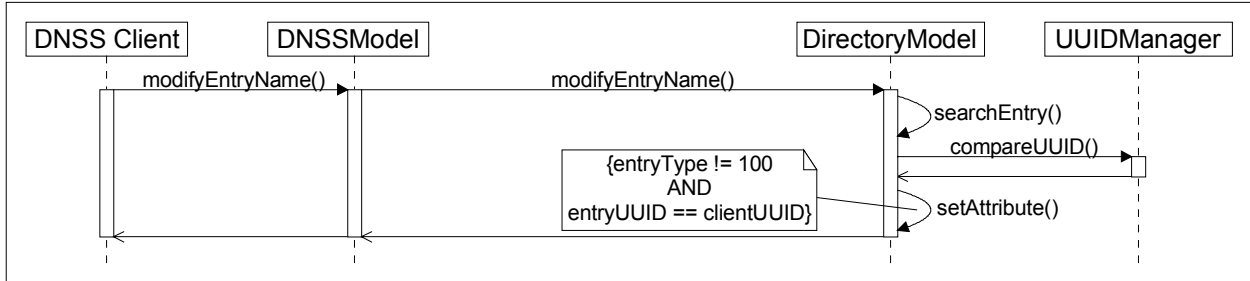 DNSS Client
DNSSModel
DirectoryModel
UUIDManager
modifyEntryName()
modifyEntryName()
searchEntry()
compareUUID()
{entryType != 100
AND
entryUUID == clientUUID}
setAttribute()